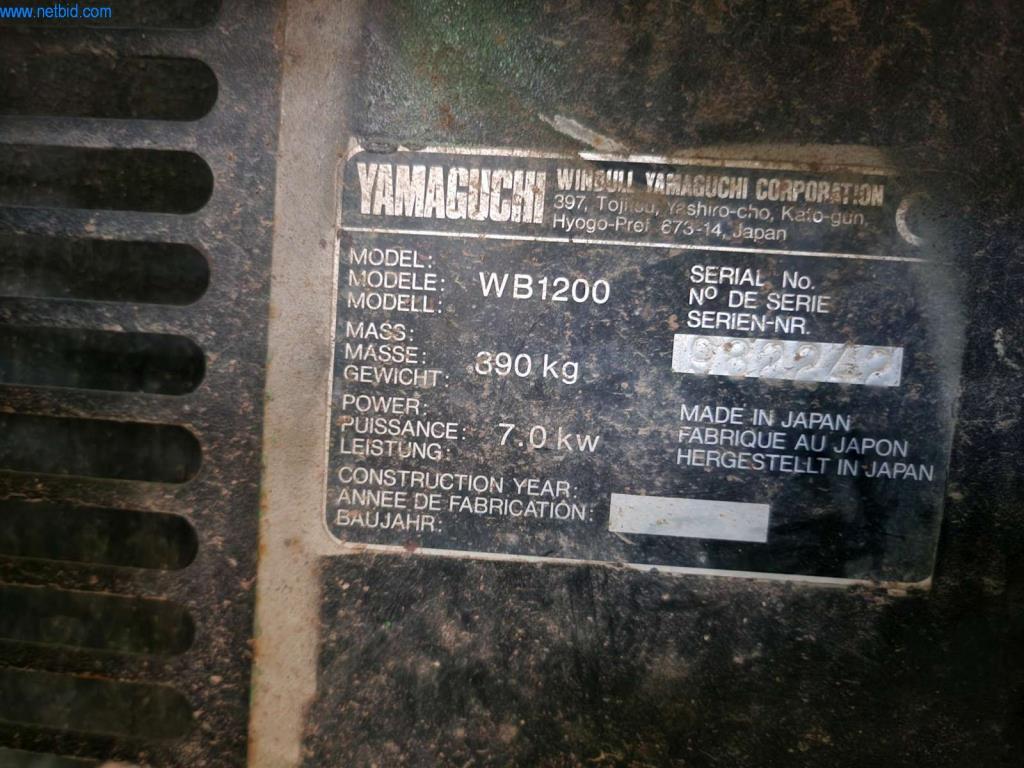 www.netbid.com
YAMAGUCHI
WINBULL YAMAGUCHI CORPORATION
397, Yashiro-cho, Kato-gun,
Hyogo-Pref 673-14, Japan
MODEL:
MODELE: WB1200
MODELL:
SERIAL No.
Nº DE SERIE
SERIEN-NR.
MASS:
MASSE: 390 kg
GEWICHT:
POWER:
PUISSANCE: 7.0 kw
LEISTUNG:
MADE IN JAPAN
FABRIQUE AU JAPON
HERGESTELLT IN JAPAN
CONSTRUCTION YEAR:
ANNEE DE FABRICATION:
BAUJAHR: